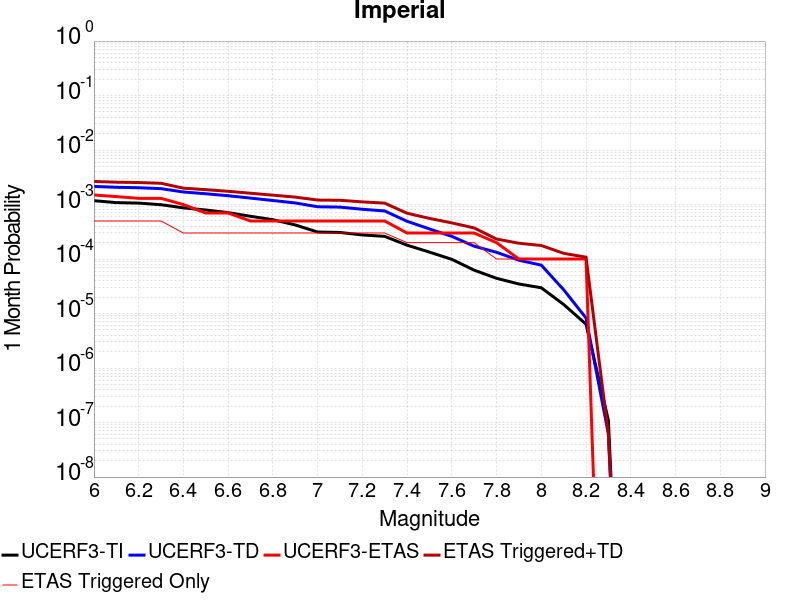 Imperial
10^0
10^-1
10^-2
10^-3
10^-4
10^-5
10^-6
10^-7
10^-8
1 Month Probability
6 6.2 6.4 6.6 6.8 7 7.2 7.4 7.6 7.8 8 8.2 8.4 8.6 8.8 9
Magnitude
UCERF3-TI UCERF3-TD UCERF3-ETAS ETAS Triggered+TD
ETAS Triggered Only